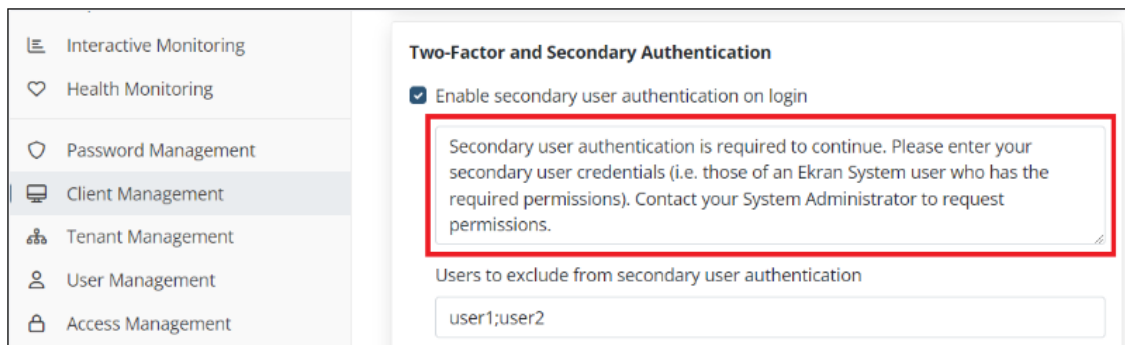 Interactive Monitoring
Health Monitoring
Password Management
Client Management
Tenant Management
User Management
Access Management
Two-Factor and Secondary Authentication
Enable secondary user authentication on login
Secondary user authentication is required to continue. Please enter your
secondary user credentials (i.e. those of an Ekran System user who has the
required permissions). Contact your System Administrator to request
permissions.
Users to exclude from secondary user authentication
user1;user2